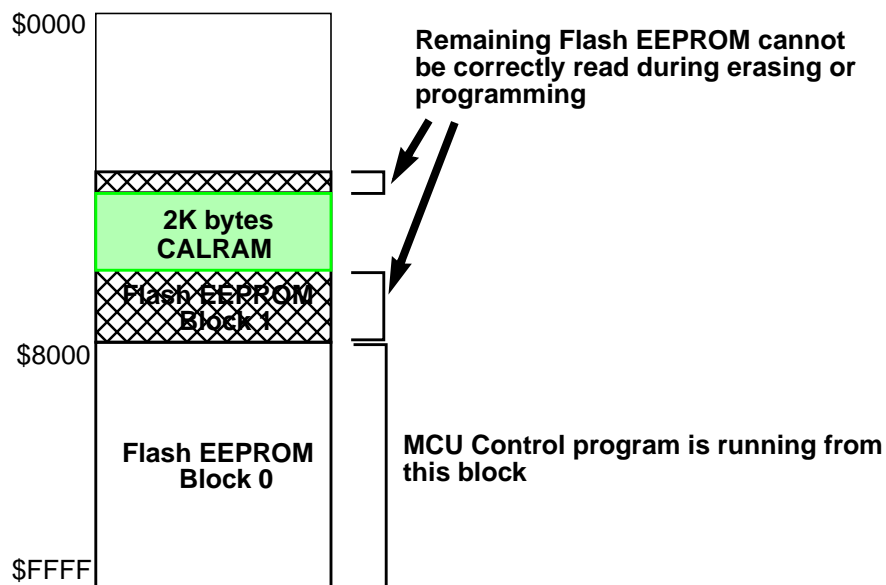 $0000
Remaining Flash EEPROM cannot
be correctly read during erasing or
programming
2K bytes
CALRAM
Flash EEPROM
Block 1
$8000
Flash EEPROM
Block 0
MCU Control program is running from
this block
$FFFF